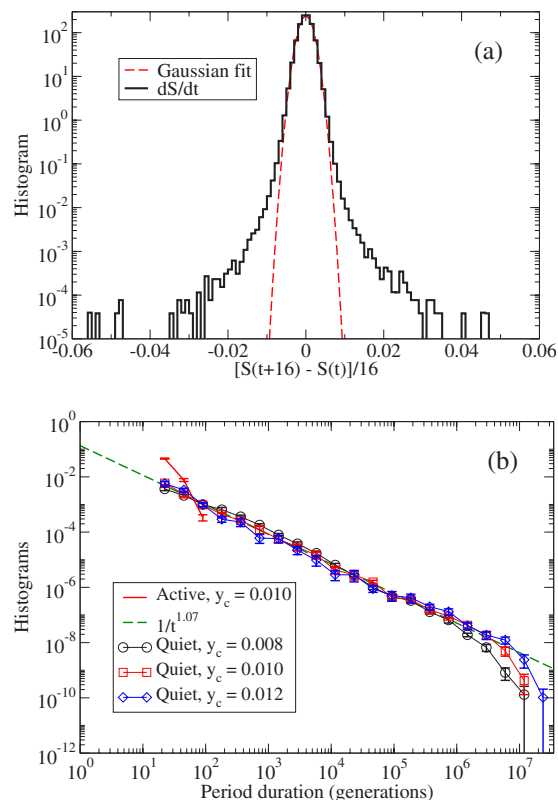 (a)
Gaussian fit
dS/dt
Histogram
10^2
10^1
10^0
10^-1
10^-2
10^-3
10^-4
10^-5
-0.06 -0.04 -0.02 0 0.02 0.04 0.06
[S(t+16) - S(t)]/16
(b)
Histograms
10^0
10^-2
10^-4
10^-6
10^-8
10^-10
10^-12
Active, y_c = 0.010
1/t^1.07
Quiet, y_c = 0.008
Quiet, y_c = 0.010
Quiet, y_c = 0.012
10^0 10^1 10^2 10^3 10^4 10^5 10^6 10^7
Period duration (generations)